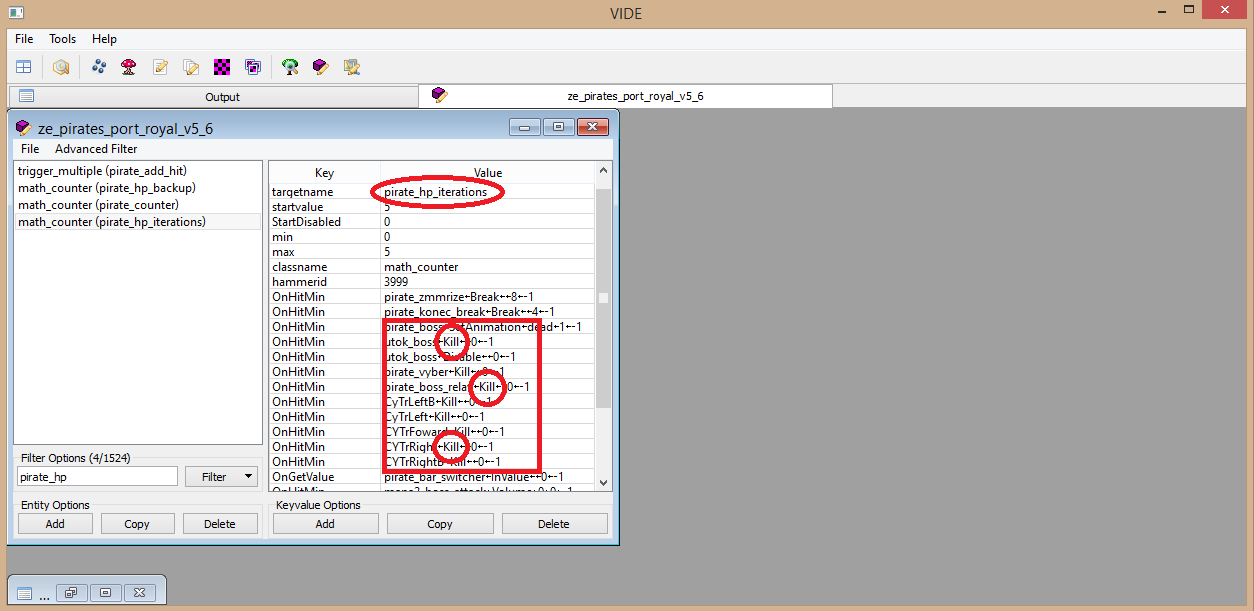 VIDE
File Tools Help
Output
ze_pirates_port_royal_v5_6
ze_pirates_port_royal_v5_6
File Advanced Filter
trigger_multiple (pirate_add_hit)
math_counter (pirate_hp_backup)
math_counter (pirate_counter)
math_counter (pirate_hp_iterations)
Filter Options (4/1524)
pirate_hp
Filter
Entity Options
Add Copy Delete
Key Value
targetname pirate_hp_iterations
startvalue 5
StartDisabled 0
min 0
max 5
classname math_counter
hammerid 3999
OnHitMin pirate_zmmrize Break 8 -1
OnHitMin pirate_konec_break Break 4 -1
OnHitMin pirate_boss SetAnimation dead 1 -1
OnHitMin utok_boss Kill 0 -1
OnHitMin utok_boss Disable 0 -1
OnHitMin pirate_vyber Kill 0 -1
OnHitMin Kill 0 -1
OnHitMin CyTrLeftB Kill 0 -1
OnHitMin CyTrLeft Kill 0 -1
OnHitMin CYTrFoward Kill 0 -1
OnHitMin CYTrRight Kill 0 -1
OnHitMin CYTrRightB Kill 0 -1
OnGetValue pirate_bar_switcher InValue 0 -1
OnHitMin
Keyvalue Options
Add Copy Delete
...